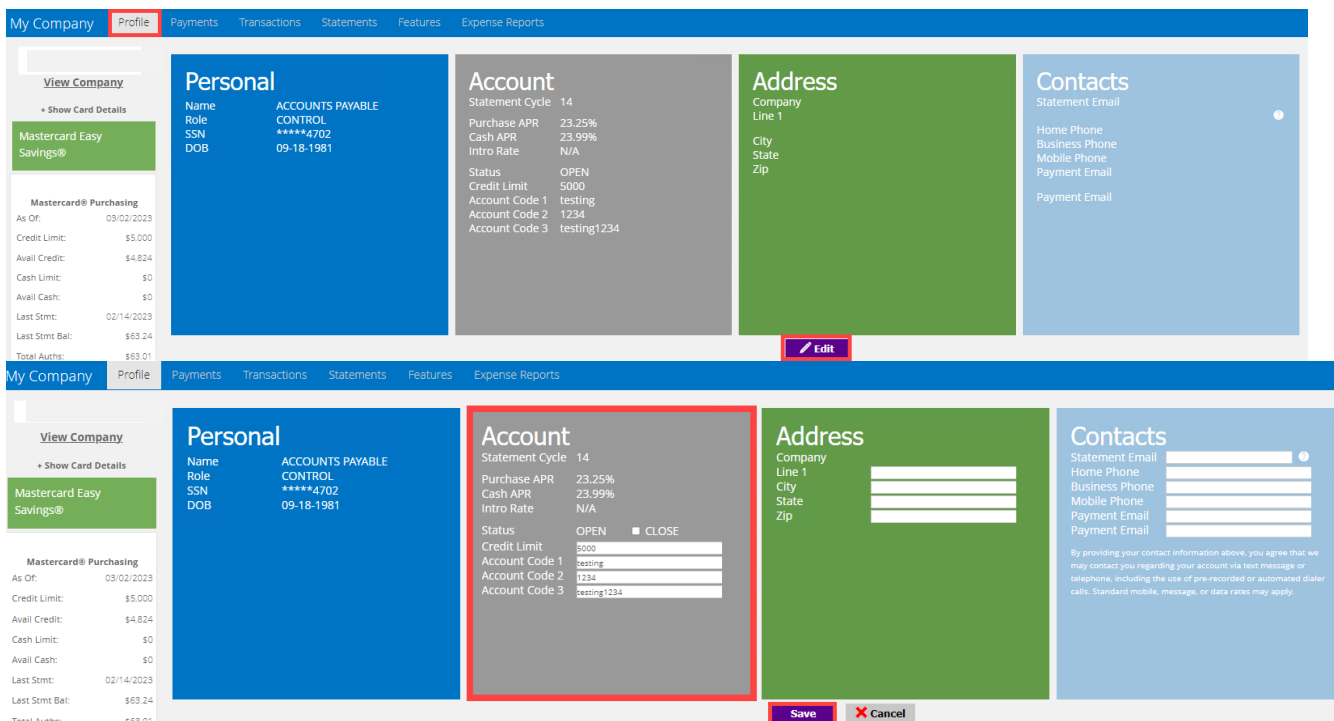 My Company Profile Payments Transactions Statements Features Expense Reports
View Company
+ Show Card Details
Mastercard Easy
Savings®
Mastercard® Purchasing
As Of: 03/02/2023
Credit Limit: $5,000
Avail Credit: $4,824
Cash Limit: $0
Avail Cash: $0
Last Stmt: 02/14/2023
Last Stmt Bal: $63.24
Total Auths: $63.01
Personal
Name ACCOUNTS PAYABLE
Role CONTROL
SSN *****4702
DOB 09-18-1981
Account
Statement Cycle 14
Purchase APR 23.25%
Cash APR 23.99%
Intro Rate N/A
Status OPEN
Credit Limit 5000
Account Code 1 testing
Account Code 2 1234
Account Code 3 testing1234
Address
Company
Line 1
City
State
Zip
Contacts
Statement Email
?
Home Phone
Business Phone
Mobile Phone
Payment Email
Payment Email
Edit
My Company Profile Payments Transactions Statements Features Expense Reports
View Company
+ Show Card Details
Mastercard Easy
Savings®
Mastercard® Purchasing
As Of: 03/02/2023
Credit Limit: $5,000
Avail Credit: $4,824
Cash Limit: $0
Avail Cash: $0
Last Stmt: 02/14/2023
Last Stmt Bal: $63.24
Total Auths: $63.01
Personal
Name ACCOUNTS PAYABLE
Role CONTROL
SSN *****4702
DOB 09-18-1981
Account
Statement Cycle 14
Purchase APR 23.25%
Cash APR 23.99%
Intro Rate N/A
Status OPEN CLOSE
Credit Limit 5000
Account Code 1 testing
Account Code 2 1234
Account Code 3 testing1234
Address
Company
Line 1
City
State
Zip
Contacts
Statement Email ?
Home Phone
Business Phone
Mobile Phone
Payment Email
Payment Email
By providing your contact information above, you agree that we
may contact you regarding your account via text message or
telephone, including the use of pre-recorded or automated dialer
calls. Standard mobile, message, or data rates may apply.
Save Cancel